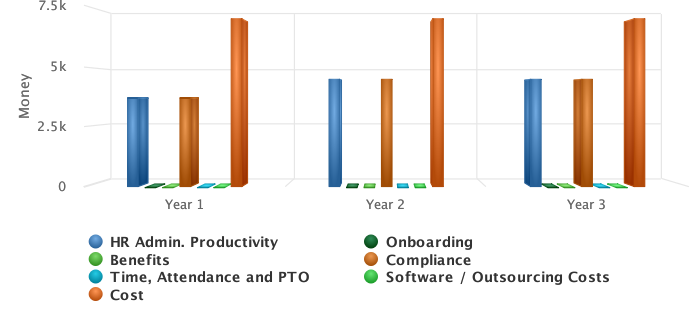 7.5k
5k
Money
2.5k
0
Year 1
Year 2
Year 3
HR Admin. Productivity
Onboarding
Benefits
Compliance
Time, Attendance and PTO
Software / Outsourcing Costs
Cost